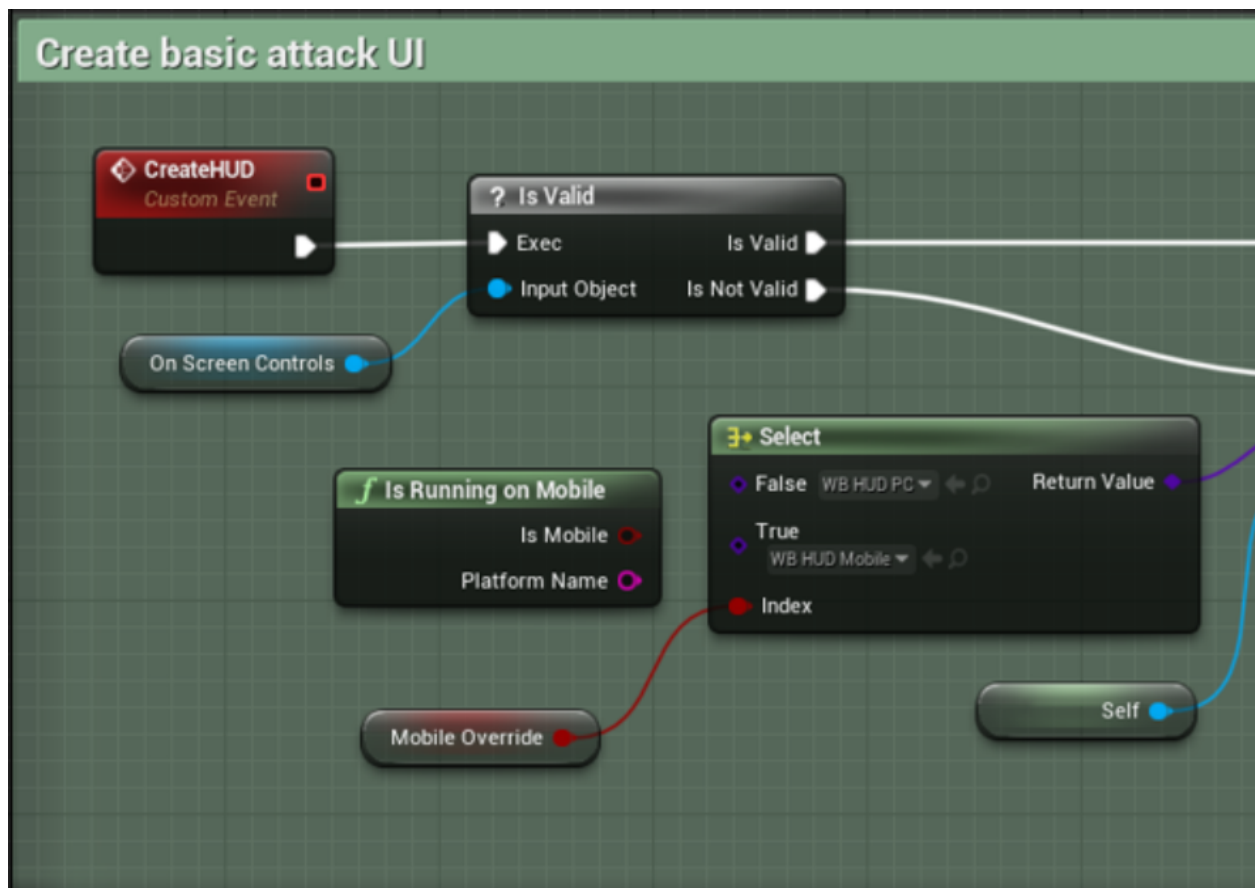 Create basic attack UI
CreateHUD
Custom Event
? Is Valid
Exec
Is Valid
Input Object
Is Not Valid
On Screen Controls
Select
False
WB HUD PC
Return Value
f Is Running on Mobile
True
Is Mobile
WB HUD Mobile
Platform Name
Index
Self
Mobile Override